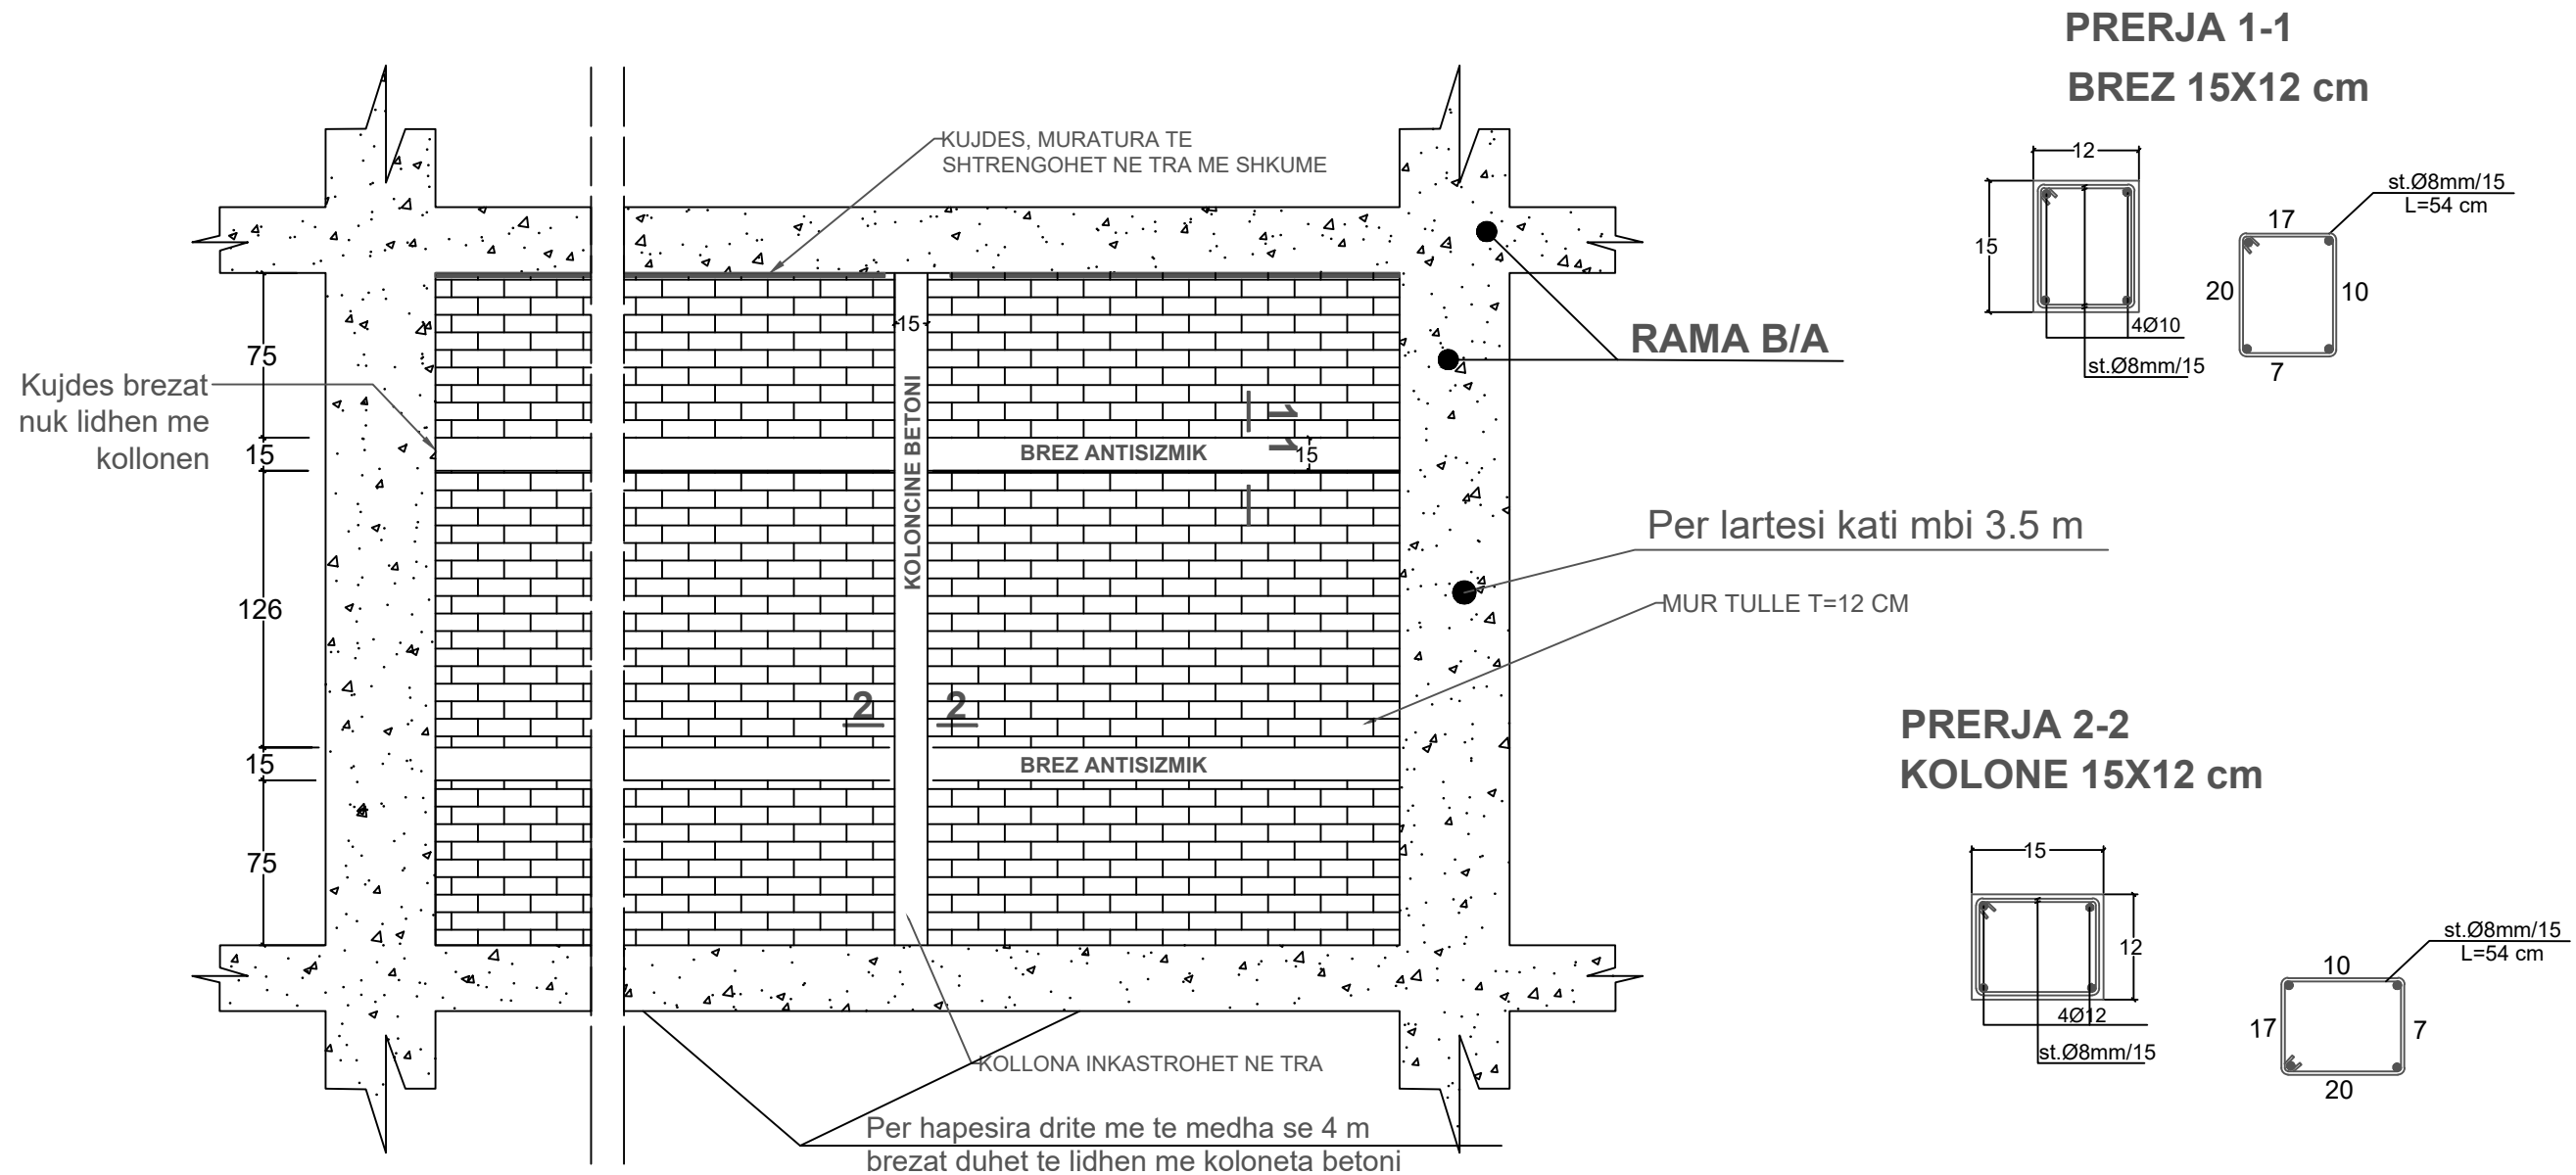 PRERJA 1-1
BREZ 15X12 cm
12
15
4Ø10
st.Ø8mm/15
st.Ø8mm/15
L=54 cm
17
20
10
7
KUJDES, MURATURA TE
SHTRENGOHET NE TRA ME SHKUME
RAMA B/A
75
15
126
15
75
Kujdes brezat
nuk lidhen me
kollonen
15
KOLONCINE BETONI
1
1
15
BREZ ANTISIZMIK
Per lartesi kati mbi 3.5 m
MUR TULLE T=12 CM
2
2
BREZ ANTISIZMIK
PRERJA 2-2
KOLONE 15X12 cm
15
12
4Ø12
st.Ø8mm/15
st.Ø8mm/15
L=54 cm
10
17
7
20
KOLLONA INKASTROHET NE TRA
Per hapesira drite me te medha se 4 m
brezat duhet te lidhen me koloneta betoni